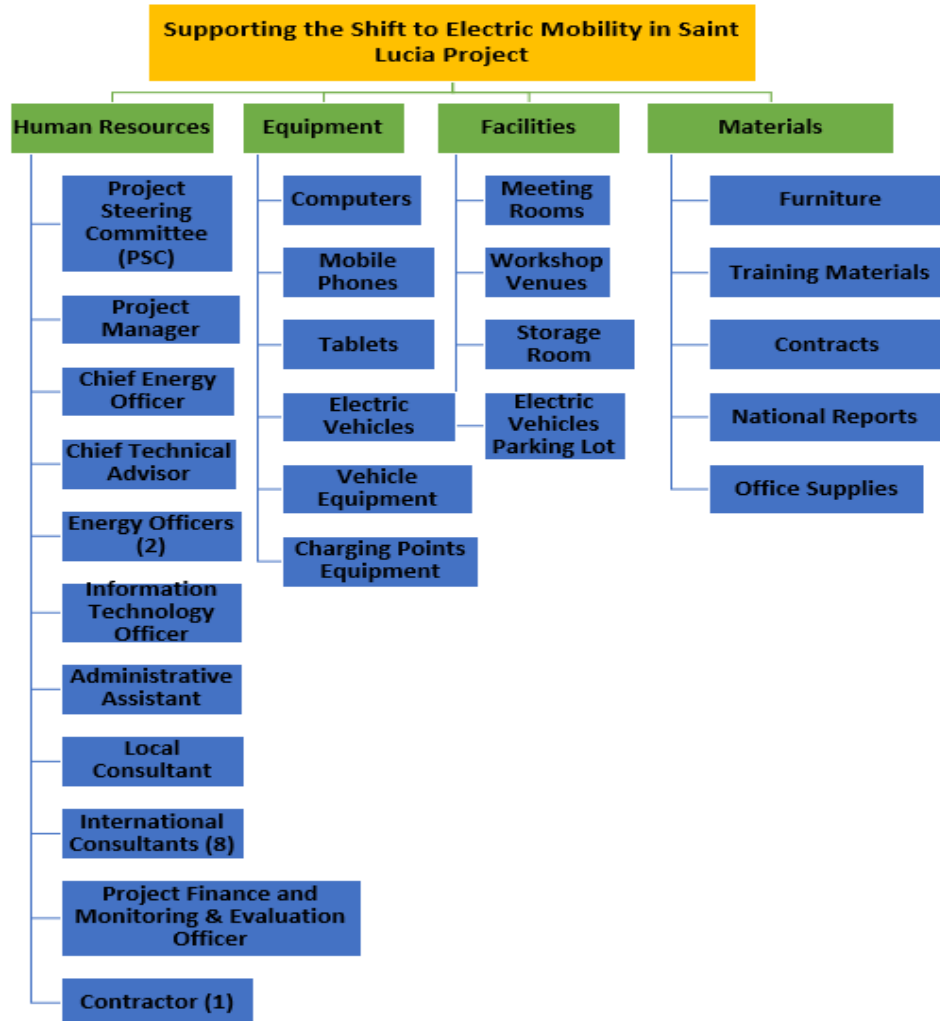 Supporting the Shift to Electric Mobility in Saint
Lucia Project
Human Resources
Project
Steering
Committee
(PSC)
Project
Manager
Chief Energy
Officer
Chief Technical
Advisor
Energy Officers
(2)
Information
Technology
Officer
Administrative
Assistant
Local
Consultant
International
Consultants (8)
Project Finance and
Monitoring & Evaluation
Officer
Contractor (1)
Equipment
Computers
Mobile
Phones
Tablets
Electric
Vehicles
Vehicle
Equipment
Charging Points
Equipment
Facilities
Meeting
Rooms
Workshop
Venues
Storage
Room
Electric
Vehicles
Parking Lot
Materials
Furniture
Training Materials
Contracts
National Reports
Office Supplies